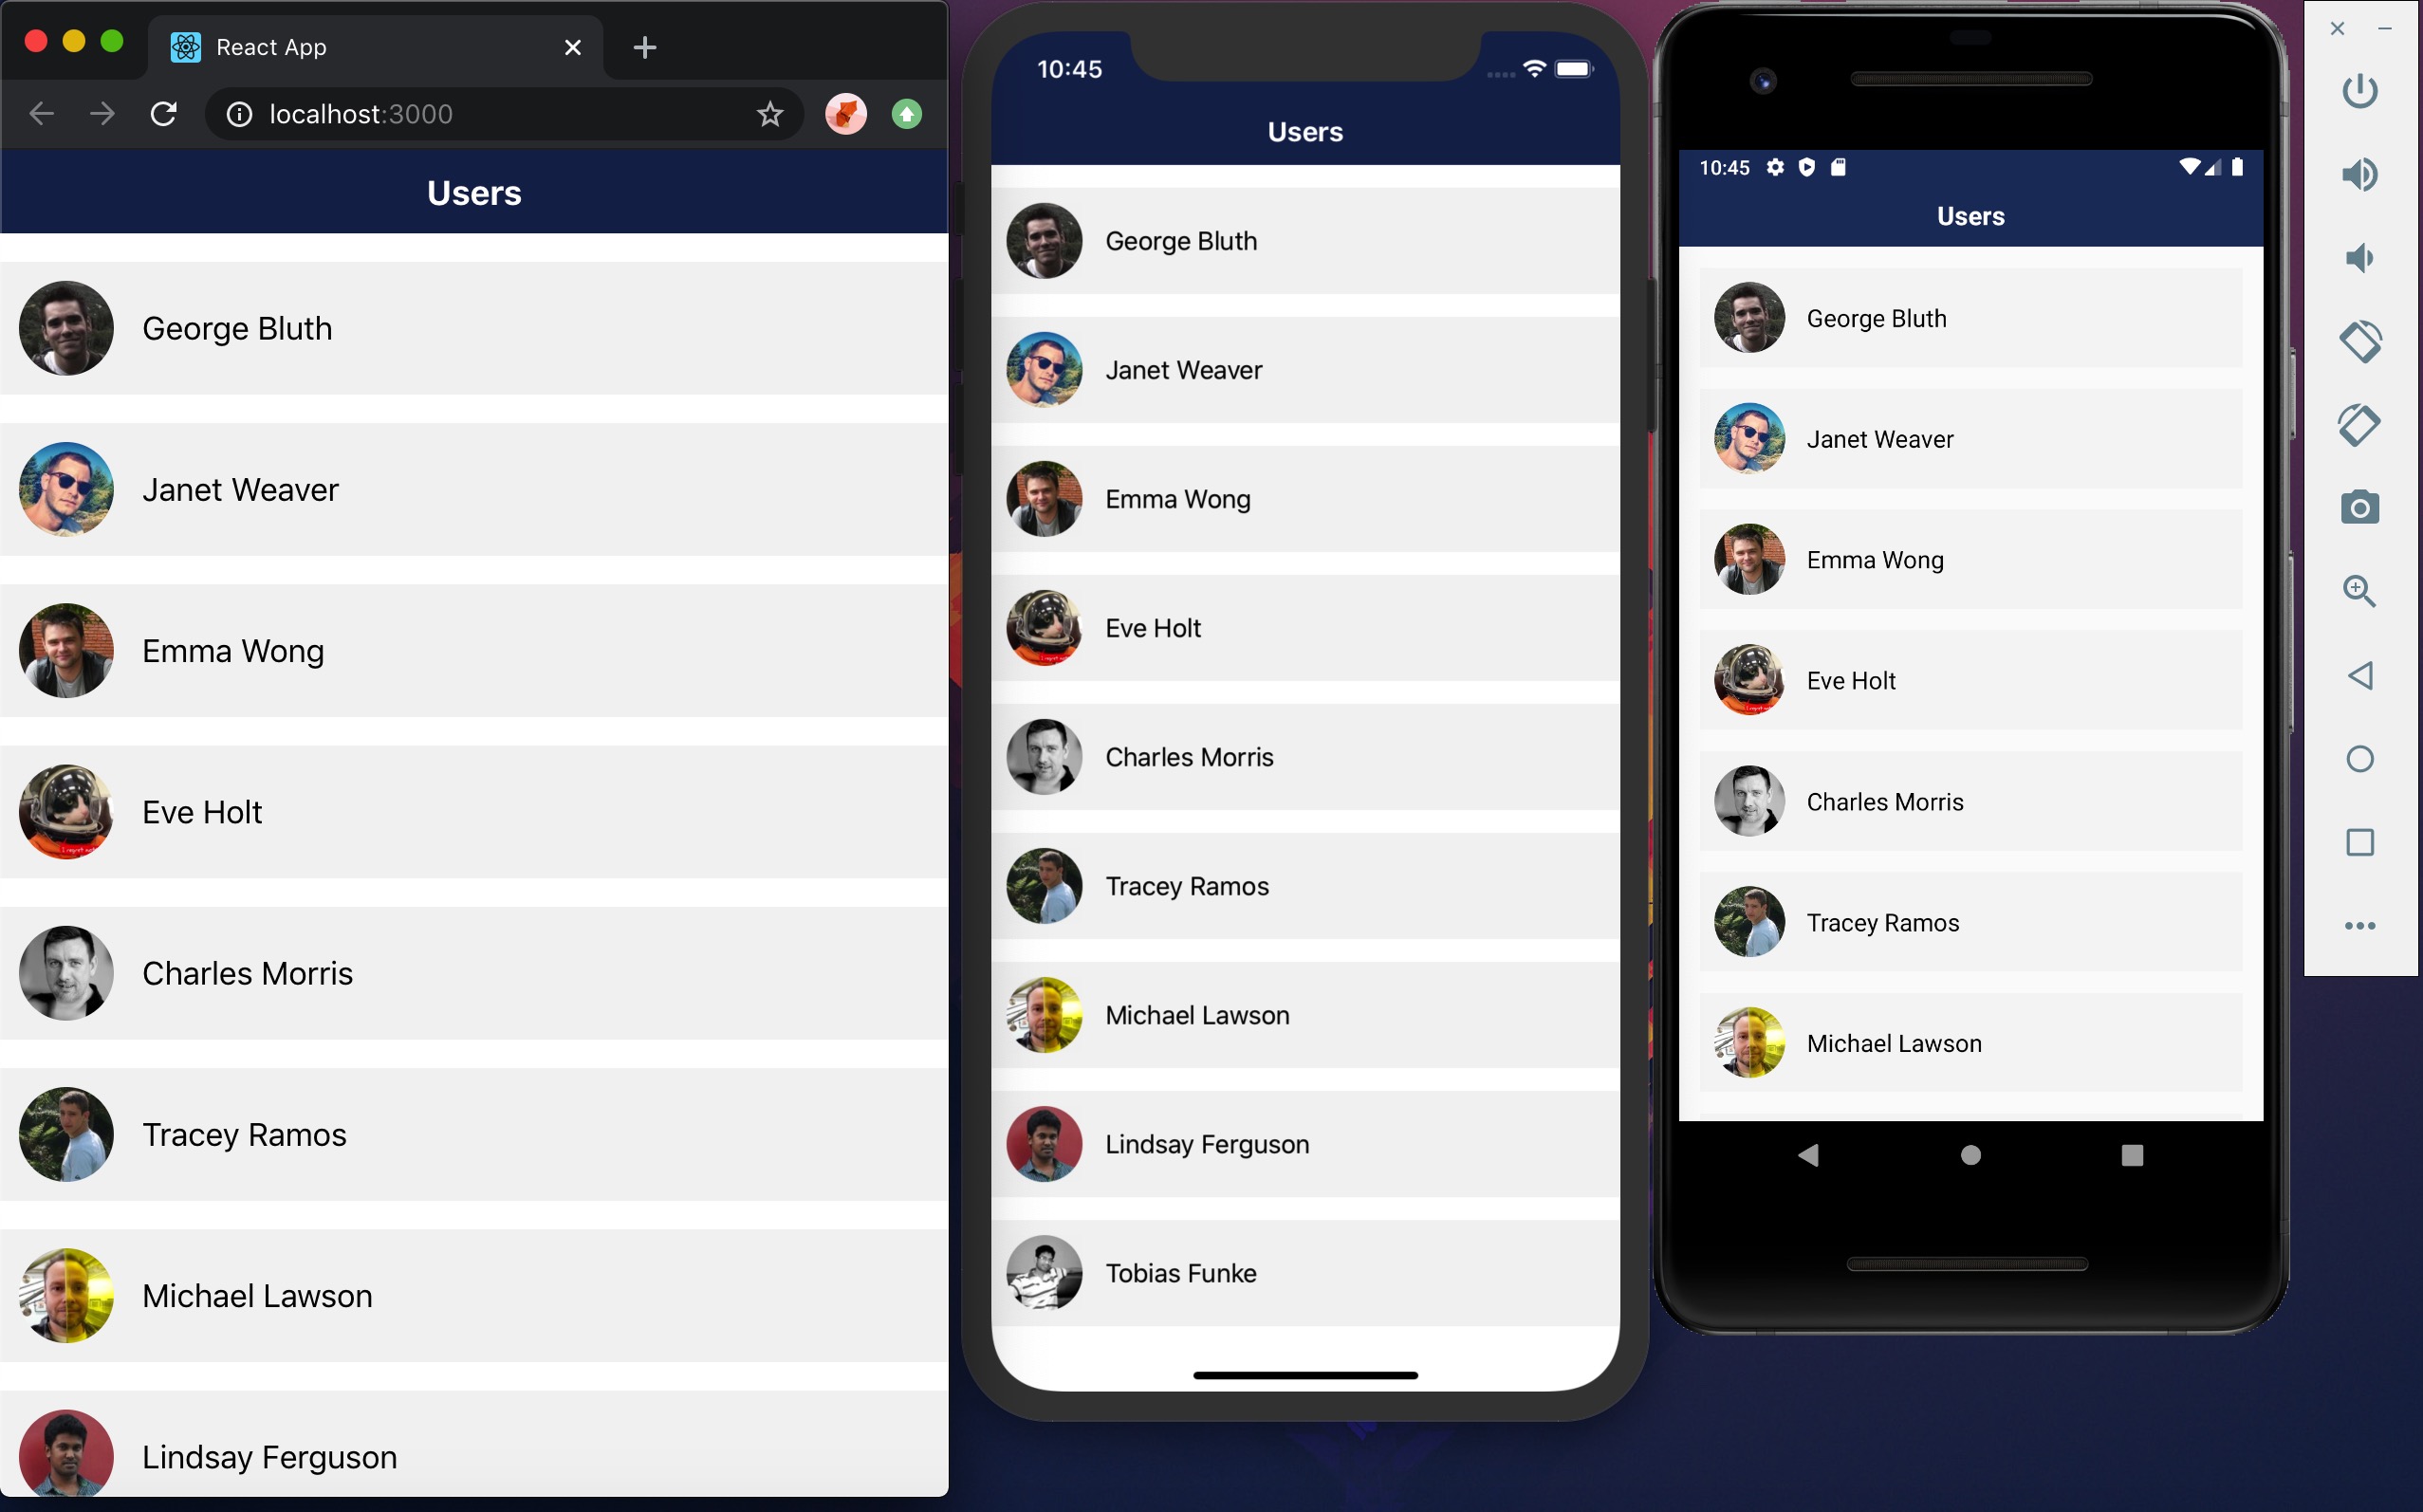 React App
localhost:3000
Users
George Bluth
Janet Weaver
Emma Wong
Eve Holt
Charles Morris
Tracey Ramos
Michael Lawson
Lindsay Ferguson
10:45
Users
George Bluth
Janet Weaver
Emma Wong
Eve Holt
Charles Morris
Tracey Ramos
Michael Lawson
Lindsay Ferguson
Tobias Funke
10:45
Users
George Bluth
Janet Weaver
Emma Wong
Eve Holt
Charles Morris
Tracey Ramos
Michael Lawson